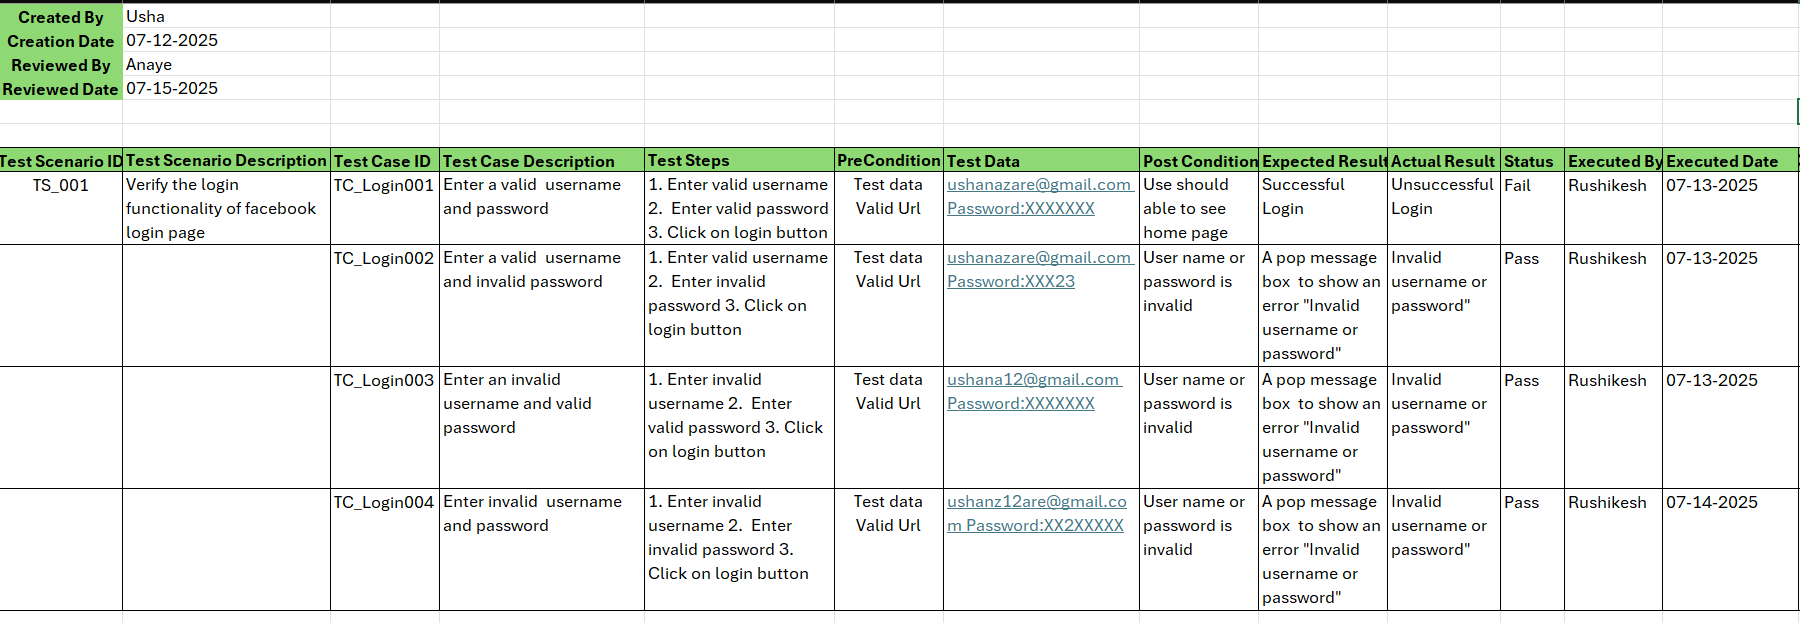 Created By Usha
Creation Date 07-12-2025
Reviewed By Anaye
Reviewed Date 07-15-2025
Test Scenario ID Test Scenario Description Test Case ID Test Case Description Test Steps PreCondition Test Data Post Condition Expected Result Actual Result Status Executed By Executed Date
TS_001
Verify the login
functionality of facebook
login page
TC_Login001
Enter a valid  username
and password
1. Enter valid username
2.  Enter valid password
3. Click on login button
Test data
Valid Url
ushanazare@gmail.com
Password:XXXXXXX
Use should
able to see
home page
Successful
Login
Unsuccessful
Login
Fail
Rushikesh
07-13-2025
TC_Login002
Enter a valid  username
and invalid password
1. Enter valid username
2.  Enter invalid
password 3. Click on
login button
Test data
Valid Url
ushanazare@gmail.com
Password:XXX23
User name or
password is
invalid
A pop message
box  to show an
error "Invalid
username or
password"
Invalid
username or
password"
Pass
Rushikesh
07-13-2025
TC_Login003
Enter an invalid
username and valid
password
1. Enter invalid
username 2.  Enter
valid password 3. Click
on login button
Test data
Valid Url
ushana12@gmail.com
Password:XXXXXXX
User name or
password is
invalid
A pop message
box  to show an
error "Invalid
username or
password"
Invalid
username or
password"
Pass
Rushikesh
07-13-2025
TC_Login004
Enter invalid  username
and password
1. Enter invalid
username 2.  Enter
invalid password 3.
Click on login button
Test data
Valid Url
ushanz12are@gmail.co
m Password:XX2XXXXX
User name or
password is
invalid
A pop message
box  to show an
error "Invalid
username or
password"
Invalid
username or
password"
Pass
Rushikesh
07-14-2025